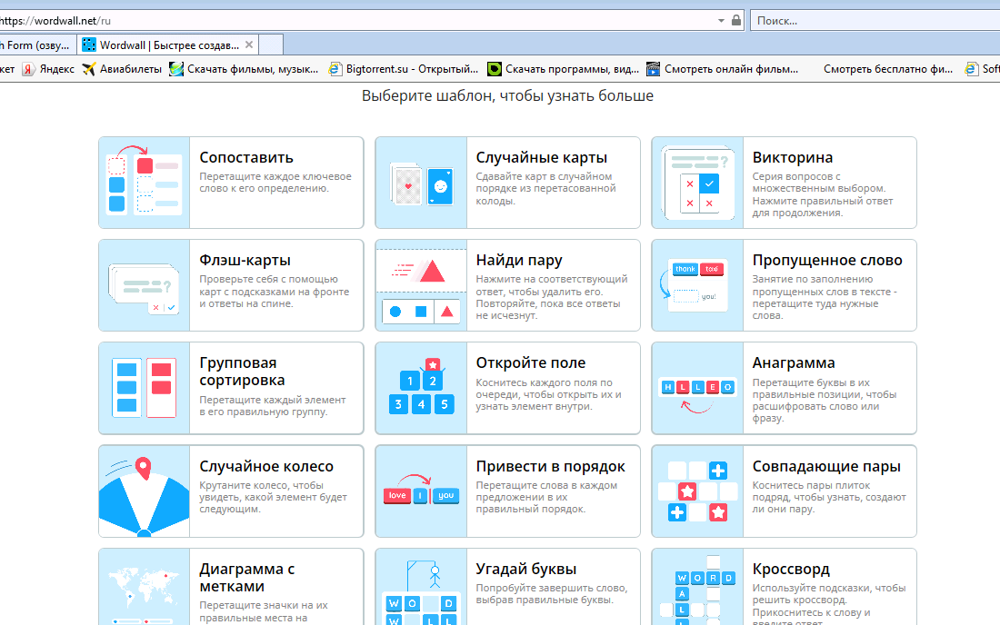 https://wordwall.net/ru
Поиск...
h Form (озву...
Wordwall | Быстрее создав...
кет
Яндекс
Авиабилеты
Скачать фильмы, музык...
Bigtorrent.su - Открытый...
Скачать программы, вид...
Смотреть онлайн фильм...
Смотреть бесплатно фи...
Soft
Выберите шаблон, чтобы узнать больше
Сопоставить
Перетащите каждое ключевое
слово к его определению.
Случайные карты
Сдавайте карт в случайном
порядке из перетасованной
колоды.
Викторина
Серия вопросов с
множественным выбором.
Нажмите правильный ответ
для продолжения.
Флэш-карты
Проверьте себя с помощью
карт с подсказками на фронте
и ответы на спине.
Найди пару
Нажмите на соответствующий
ответ, чтобы удалить его.
Повторяйте, пока все ответы
не исчезнут.
thank taxi
you!
Пропущенное слово
Занятие по заполнению
пропущенных слов в тексте -
перетащите туда нужные
слова.
Групповая
сортировка
Перетащите каждый элемент
в его правильную группу.
1 2
3 4 5
Откройте поле
Коснитесь каждого поля по
очереди, чтобы открыть их и
узнать элемент внутри.
H L L E O
Анаграмма
Перетащите буквы в их
правильные позиции, чтобы
расшифровать слово или
фразу.
Случайное колесо
Крутаните колесо, чтобы
увидеть, какой элемент будет
следующим.
love I you
Привести в порядок
Перетащите слова в каждом
предложении в их
правильный порядок.
Совпадающие пары
Коснитесь пары плиток
подряд, чтобы узнать, создают
ли они пару.
Диаграмма с
метками
Перетащите значки на их
правильные места на
W O D
W L L
Угадай буквы
Попробуйте завершить слово,
выбрав правильные буквы.
W O R D
A
L L
Кроссворд
Используйте подсказки, чтобы
решить кроссворд.
Прикоснитесь к слову и
введите ответ.